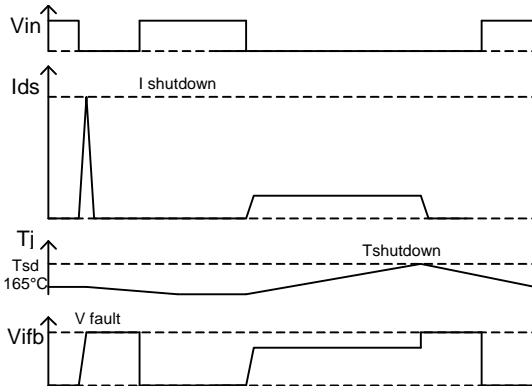 Vin
Ids
I shutdown
Tj
Tsd
165°C
Tshutdown
Vifb
V fault